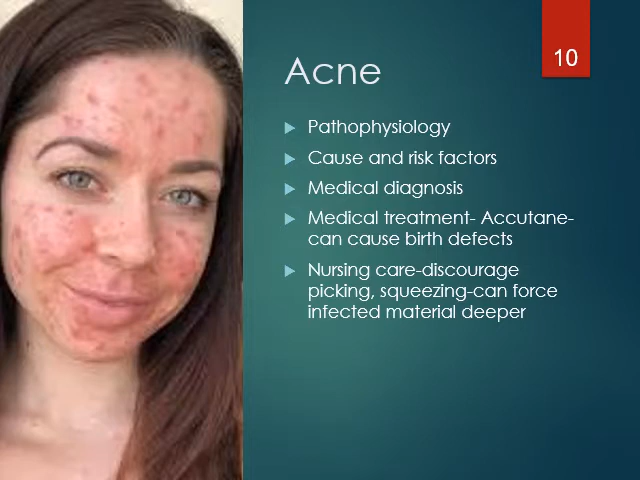 10
Acne
Pathophysiology
Cause and risk factors
Medical diagnosis
Medical treatment- Accutane-
can cause birth defects
Nursing care-discourage
picking, squeezing-can force
infected material deeper